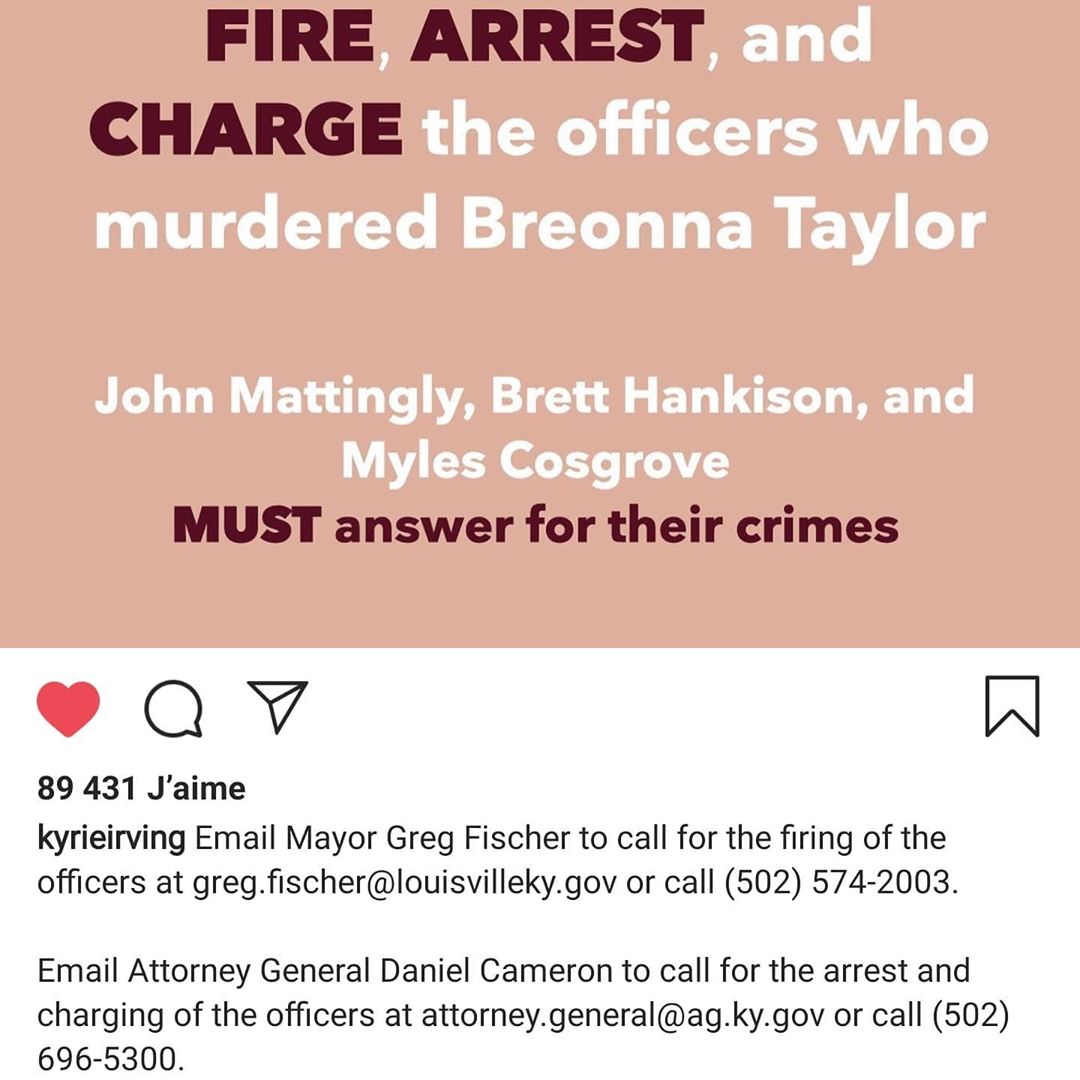 FIRE, ARREST, and
CHARGE the officers who
murdered Breonna Taylor
John Mattingly, Brett Hankison, and
Myles Cosgrove
MUST answer for their crimes
89 431 J’aime
kyrieirving Email Mayor Greg Fischer to call for the firing of the
officers at greg.fischer@louisvilleky.gov or call (502) 574-2003.
Email Attorney General Daniel Cameron to call for the arrest and
charging of the officers at attorney.general@ag.ky.gov or call (502)
696-5300.